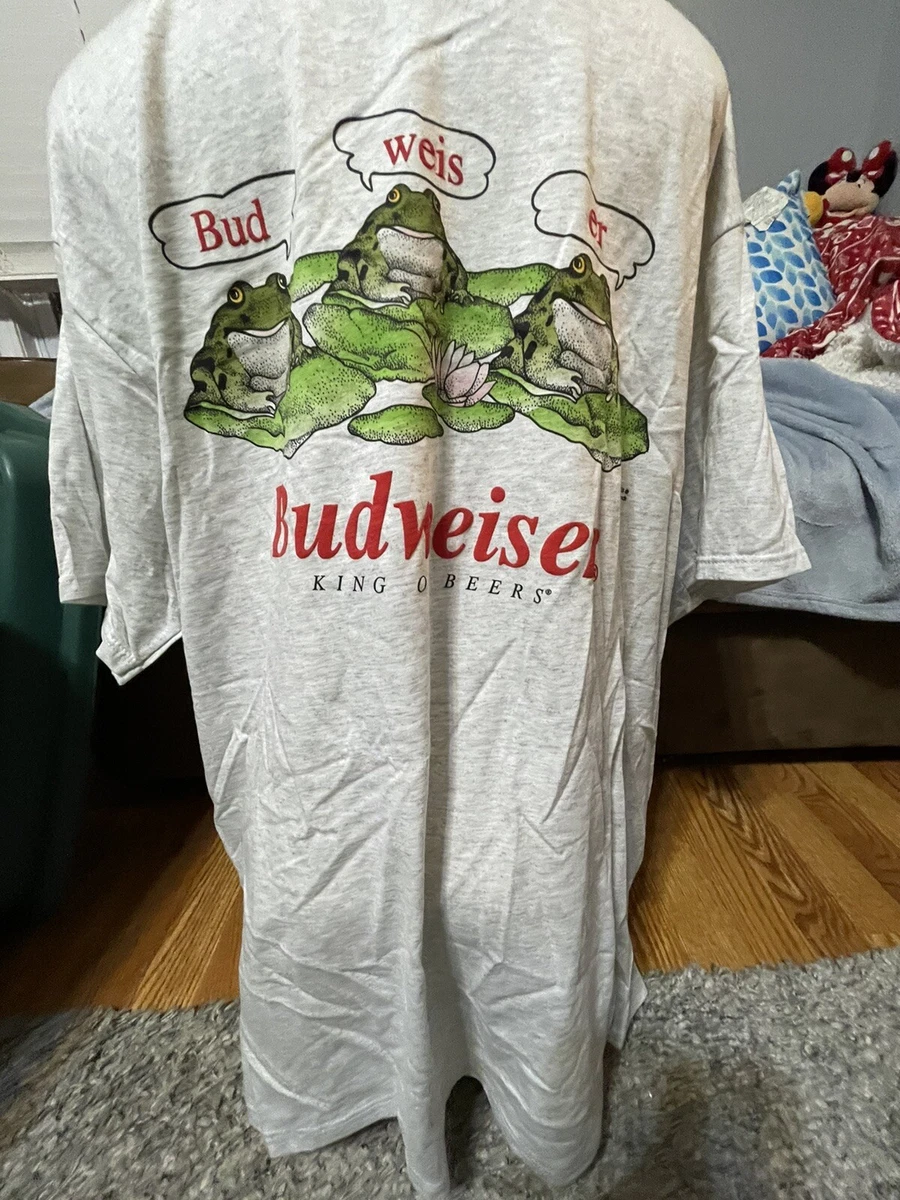 Bud
weis
er
Budweiser
KING O BEERS®